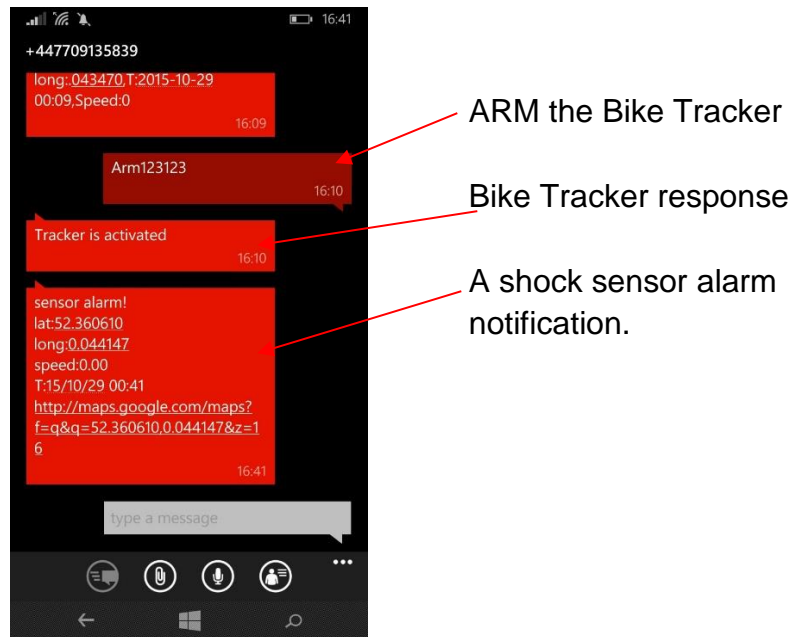 16:41
+447709135839
long:.043470,T:2015-10-29
00:09,Speed:0
16:09
Arm123123
16:10
Tracker is activated
16:10
sensor alarm!
lat:52.360610
long:0.044147
speed:0.00
T:15/10/29 00:41
http://maps.google.com/maps?
f=q&q=52.360610,0.044147&z=1
6
16:41
type a message
ARM the Bike Tracker
Bike Tracker response
A shock sensor alarm
notification.